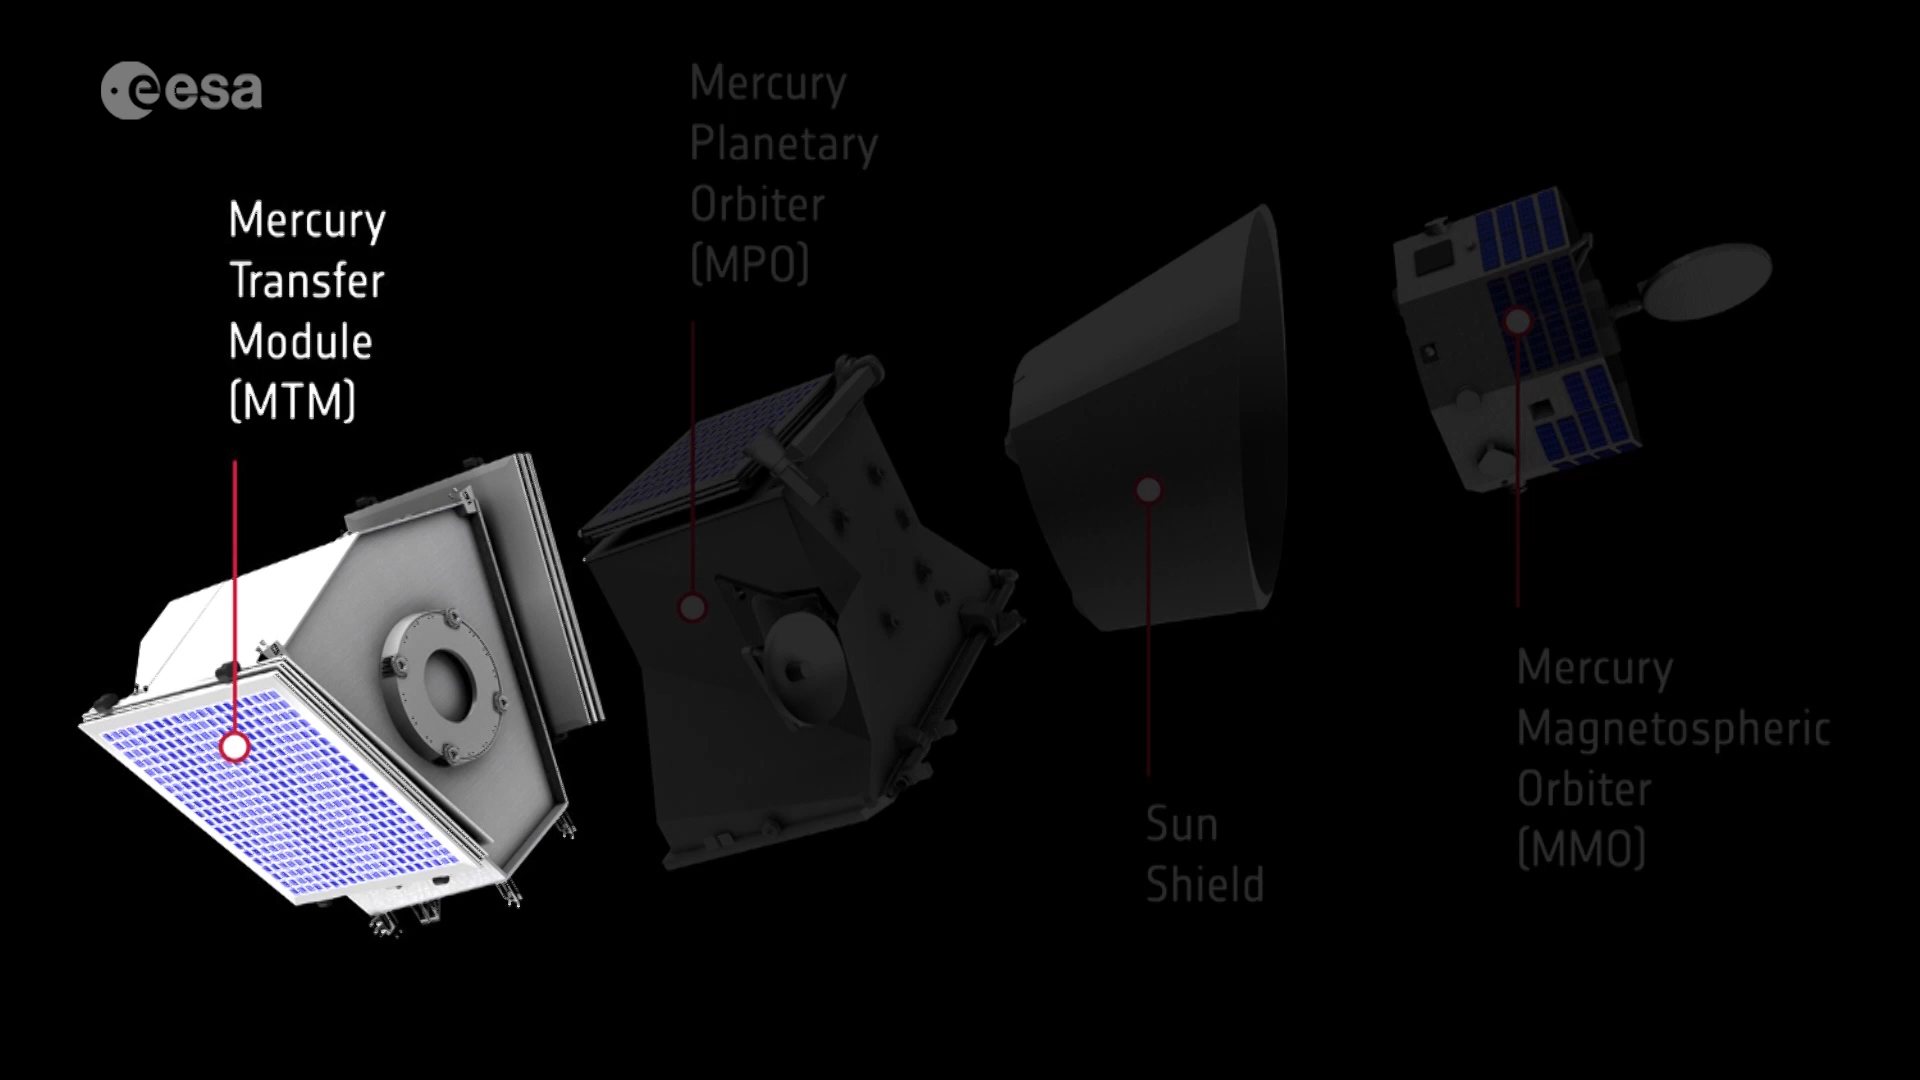 esa
Mercury
Transfer
Module
(MTM)
Mercury
Planetary
Orbiter
(MPO)
Sun
Shield
Mercury
Magnetospheric
Orbiter
(MMO)